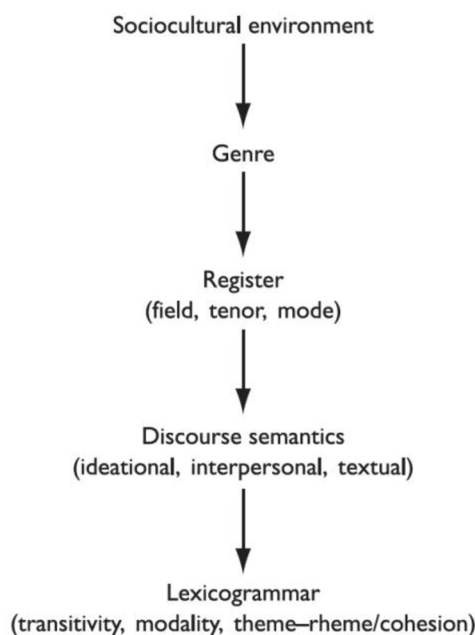 Sociocultural environment
Genre
Register
(field, tenor, mode)
Discourse semantics
(ideational, interpersonal, textual)
Lexicogrammar
(transitivity, modality, theme–rheme/cohesion)